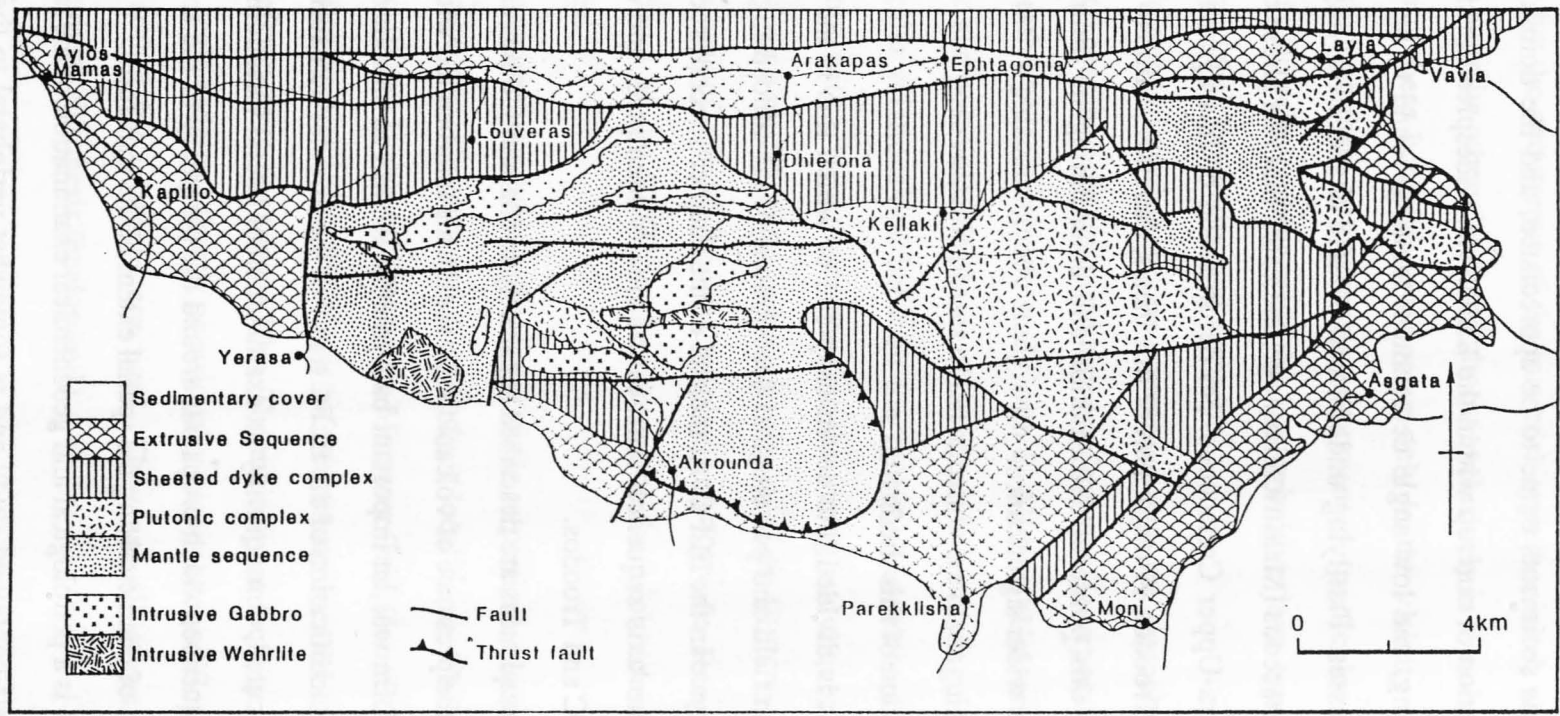 Ayios
Mamas
Layia
Vavla
Arakapas
Ephtagonia
Louveras
Dhierona
Kapilio
Kellaki
Yerasa
Asgata
Akrounda
Parekklisha
Moni
Sedimentary cover
Extrusive Sequence
Sheeted dyke complex
Plutonic complex
Mantle sequence
Intrusive Gabbro
Intrusive Wehrlite
Fault
Thrust fault
0 4km